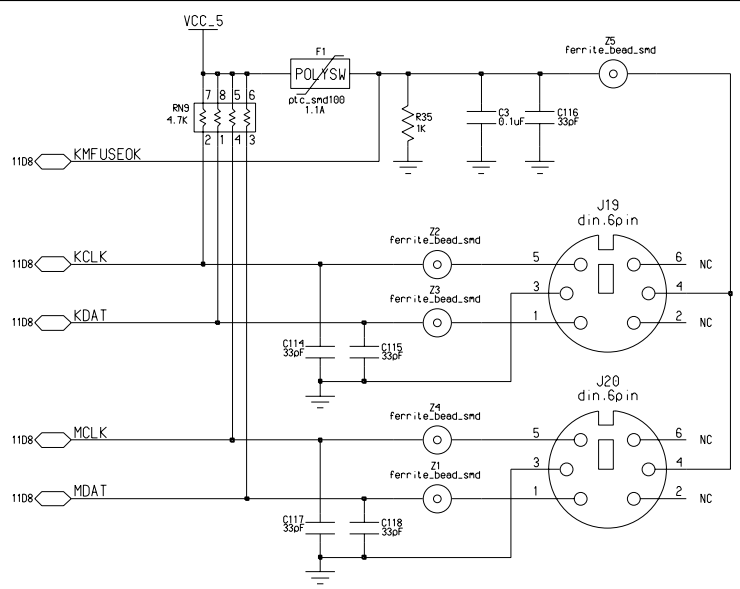 VCC_5
F1
POLYSW
ptc_smd100
1.1A
Z5
ferrite_bead_smd
7 8 5 6
RN9
4.7K
2 1 4 3
R35
1K
C3
0.1uF
C116
33pF
11D8 KMFUSEOK
J19
din.6pin
Z2
ferrite_bead_smd
11D8 KCLK
5
6 NC
3
4
Z3
ferrite_bead_smd
11D8 KDAT
1
2 NC
C114
33pF
C115
33pF
J20
din.6pin
Z4
ferrite_bead_smd
11D8 MCLK
5
6 NC
3
4
Z1
ferrite_bead_smd
11D8 MDAT
1
2 NC
C117
33pF
C118
33pF